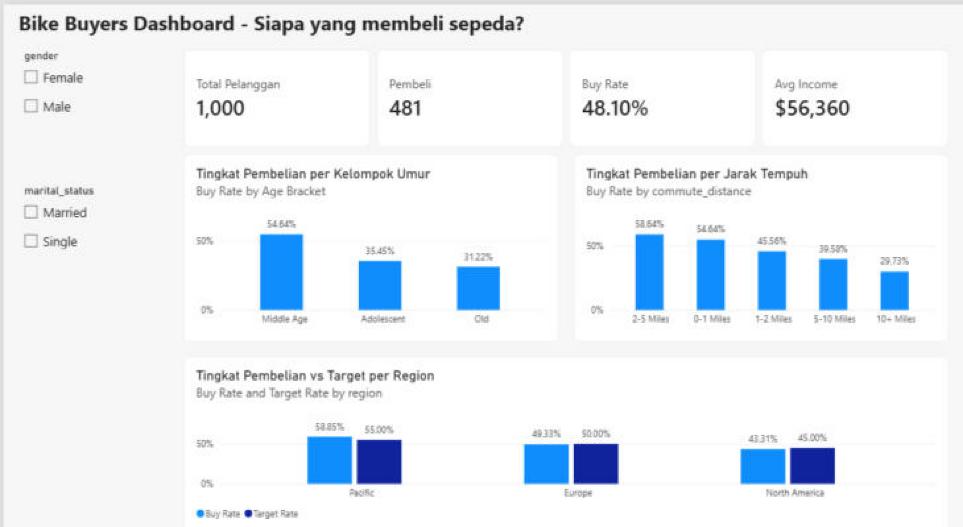 Bike Buyers Dashboard - Siapa yang membeli sepeda?
gender
Female
Male
marital_status
Married
Single
Total Pelanggan
1,000
Pembeli
481
Buy Rate
48.10%
Avg Income
$56,360
Tingkat Pembelian per Kelompok Umur
Buy Rate by Age Bracket
54.64%
35.45%
31.22%
50%
0%
Middle Age
Adolescent
Old
Tingkat Pembelian per Jarak Tempuh
Buy Rate by commute_distance
58.64%
54.64%
45.56%
39.58%
29.73%
50%
0%
2-5 Miles
0-1 Miles
1-2 Miles
5-10 Miles
10+ Miles
Tingkat Pembelian vs Target per Region
Buy Rate and Target Rate by region
58.85%
55.00%
49.33%
50.00%
43.31%
45.00%
50%
0%
Pacific
Europe
North America
Buy Rate
Target Rate